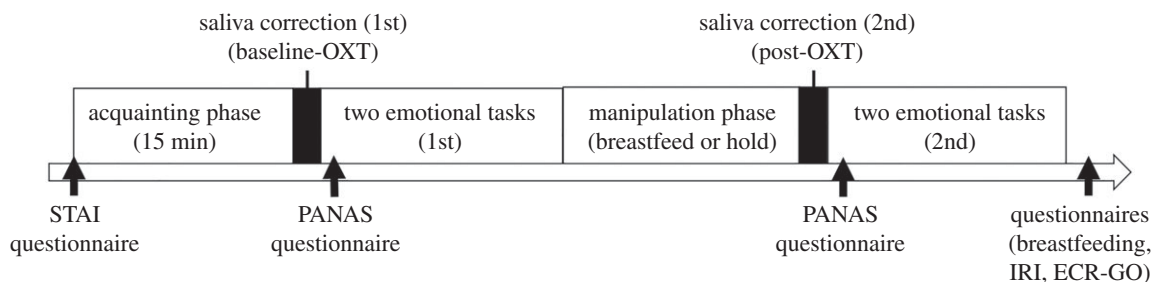 saliva correction (1st)
(baseline-OXT)
saliva correction (2nd)
(post-OXT)
acquainting phase
(15 min)
two emotional tasks
(1st)
manipulation phase
(breastfeed or hold)
two emotional tasks
(2nd)
STAI
questionnaire
PANAS
questionnaire
PANAS
questionnaire
questionnaires
(breastfeeding,
IRI, ECR-GO)